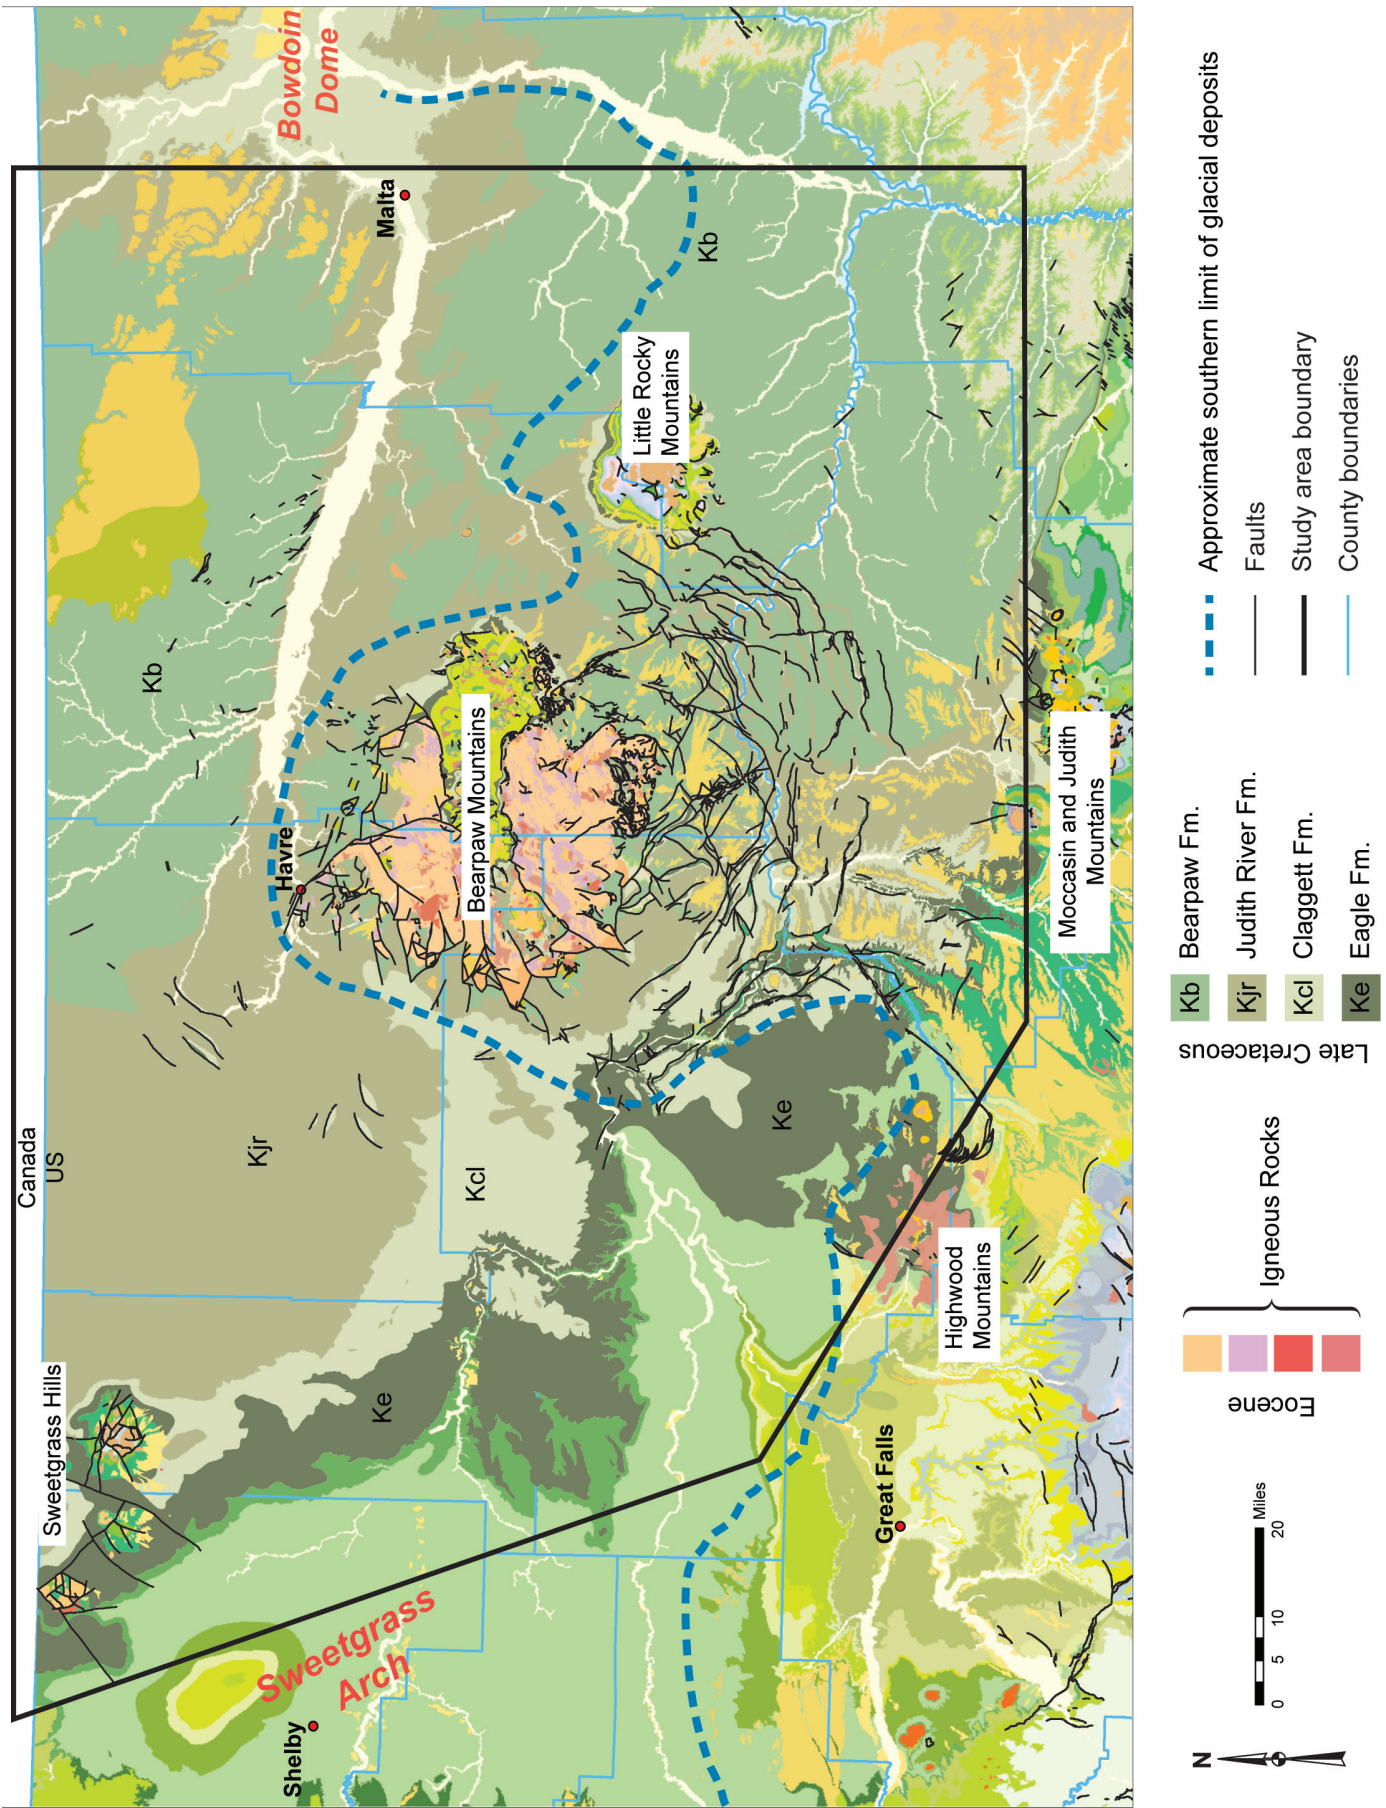 Canada
US
Sweetgrass Hills
Bowdoin
Dome
Kb
Malta
Havre
Kjr
Shelby
Sweetgrass
Arch
Ke
Kcl
Bearpaw Mountains
Little Rocky
Mountains
Kb
Ke
Great Falls
Highwood
Mountains
Moccasin and Judith
Mountains
N
0 5 10 20
Miles
Eocene
Igneous Rocks
Late Cretaceous
Kb Bearpaw Fm.
Kjr Judith River Fm.
Kcl Claggett Fm.
Ke Eagle Fm.
Approximate southern limit of glacial deposits
Faults
Study area boundary
County boundaries